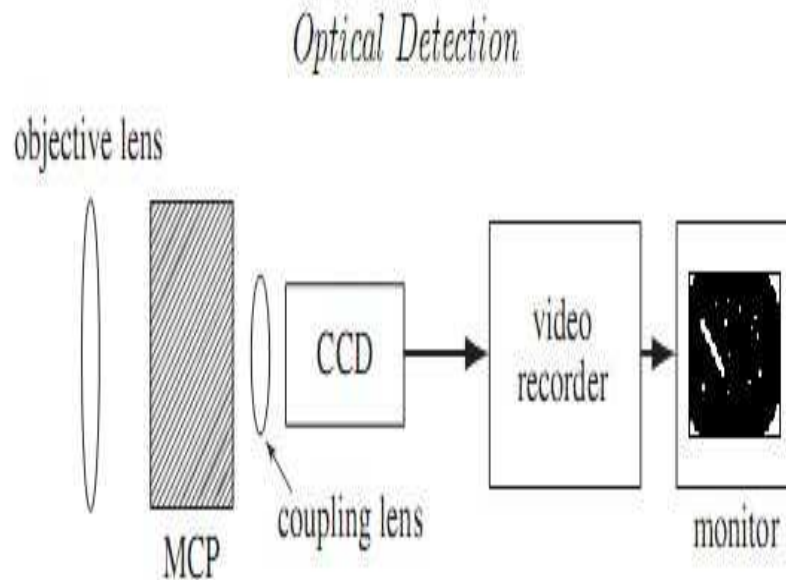 Optical Detection
objective lens
CCD
video
recorder
coupling lens
MCP
monitor